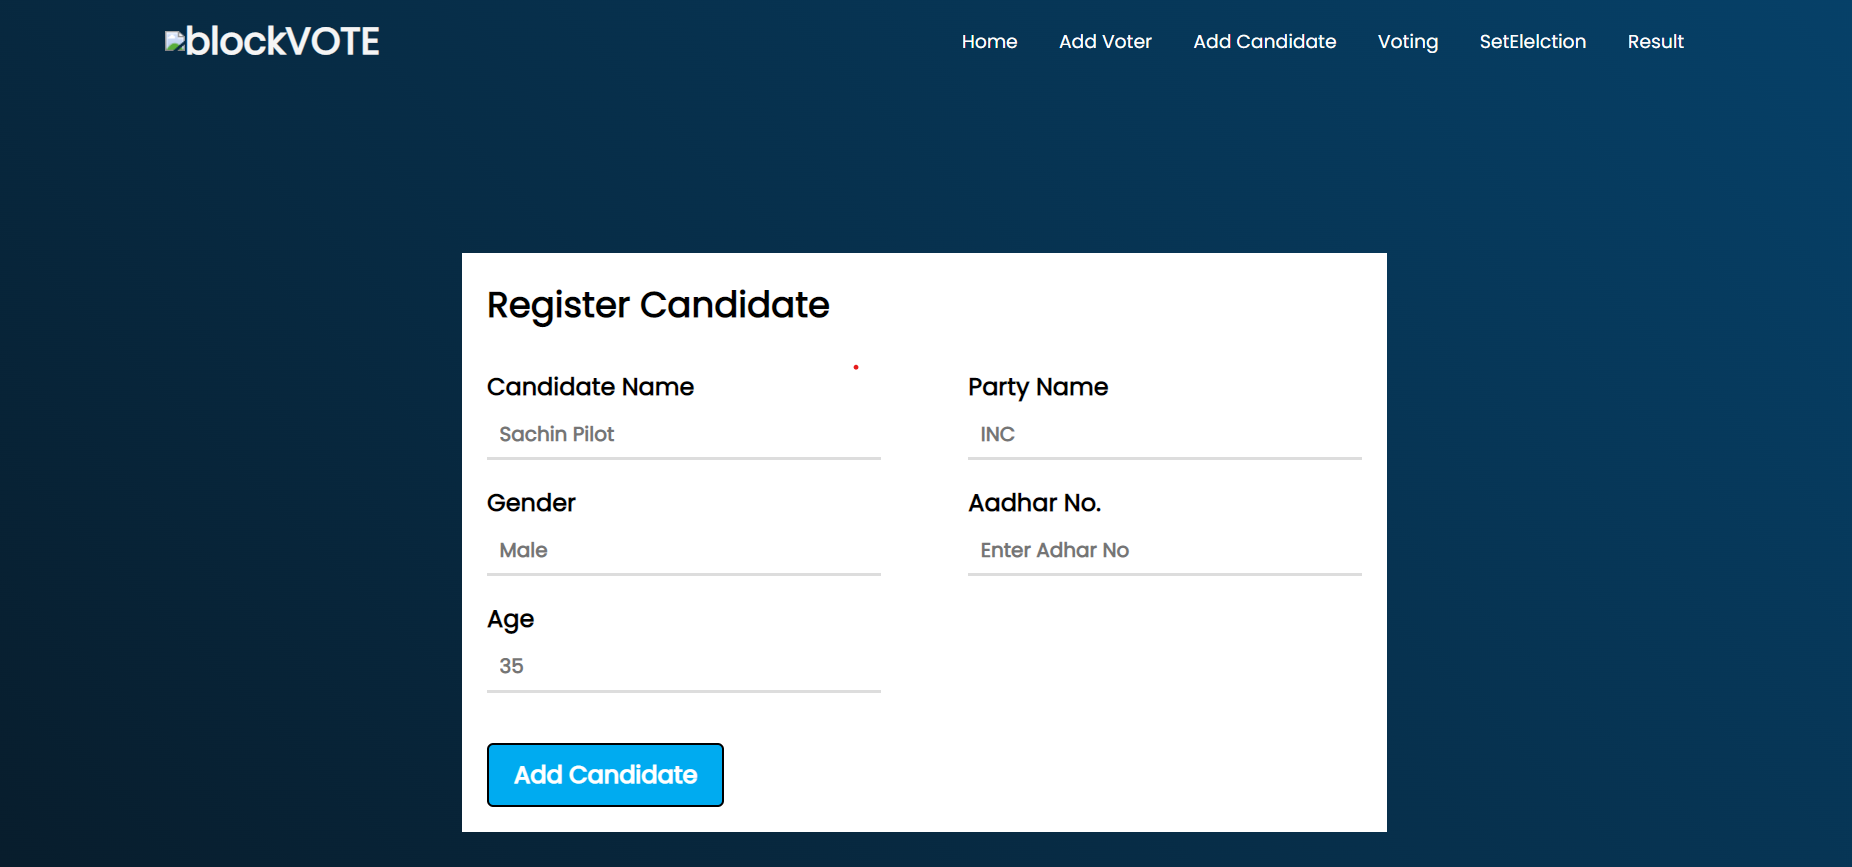 blockVOTE
Home Add Voter Add Candidate Voting SetElelction Result
Register Candidate
Candidate Name Party Name
Sachin Pilot INC
Gender Aadhar No.
Male Enter Adhar No
Age
35
Add Candidate